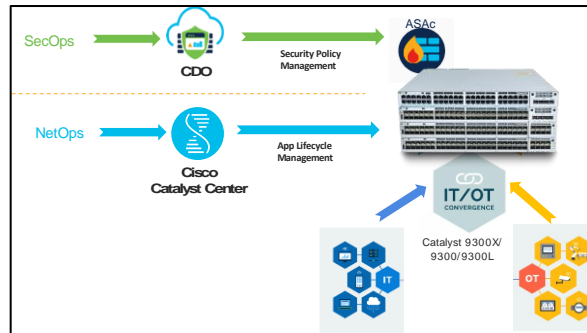 SecOps
CDO
Security Policy
Management
ASAc
NetOps
Cisco
Catalyst Center
App Lifecycle
Management
IT/OT
CONVERGENCE
Catalyst 9300X/
9300/9300L
IT
OT